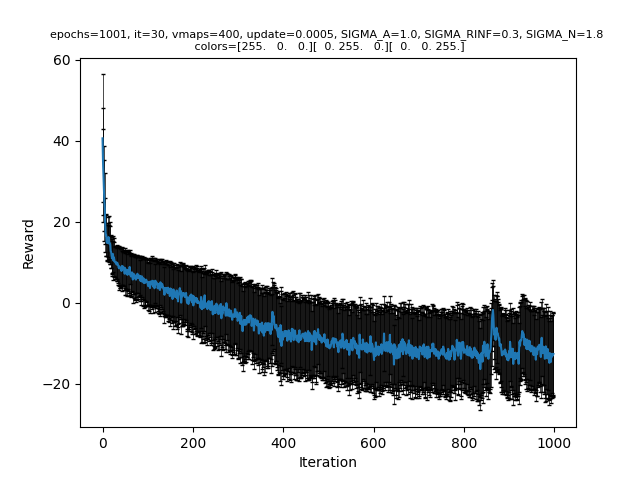 epochs=1001, it=30, vmaps=400, update=0.0005, SIGMA_A=1.0, SIGMA_RINF=0.3, SIGMA_N=1.8
colors=[255.   0.   0.][  0. 255.   0.][  0.   0. 255.]
60
40
20
0
−20
Reward
0 200 400 600 800 1000
Iteration